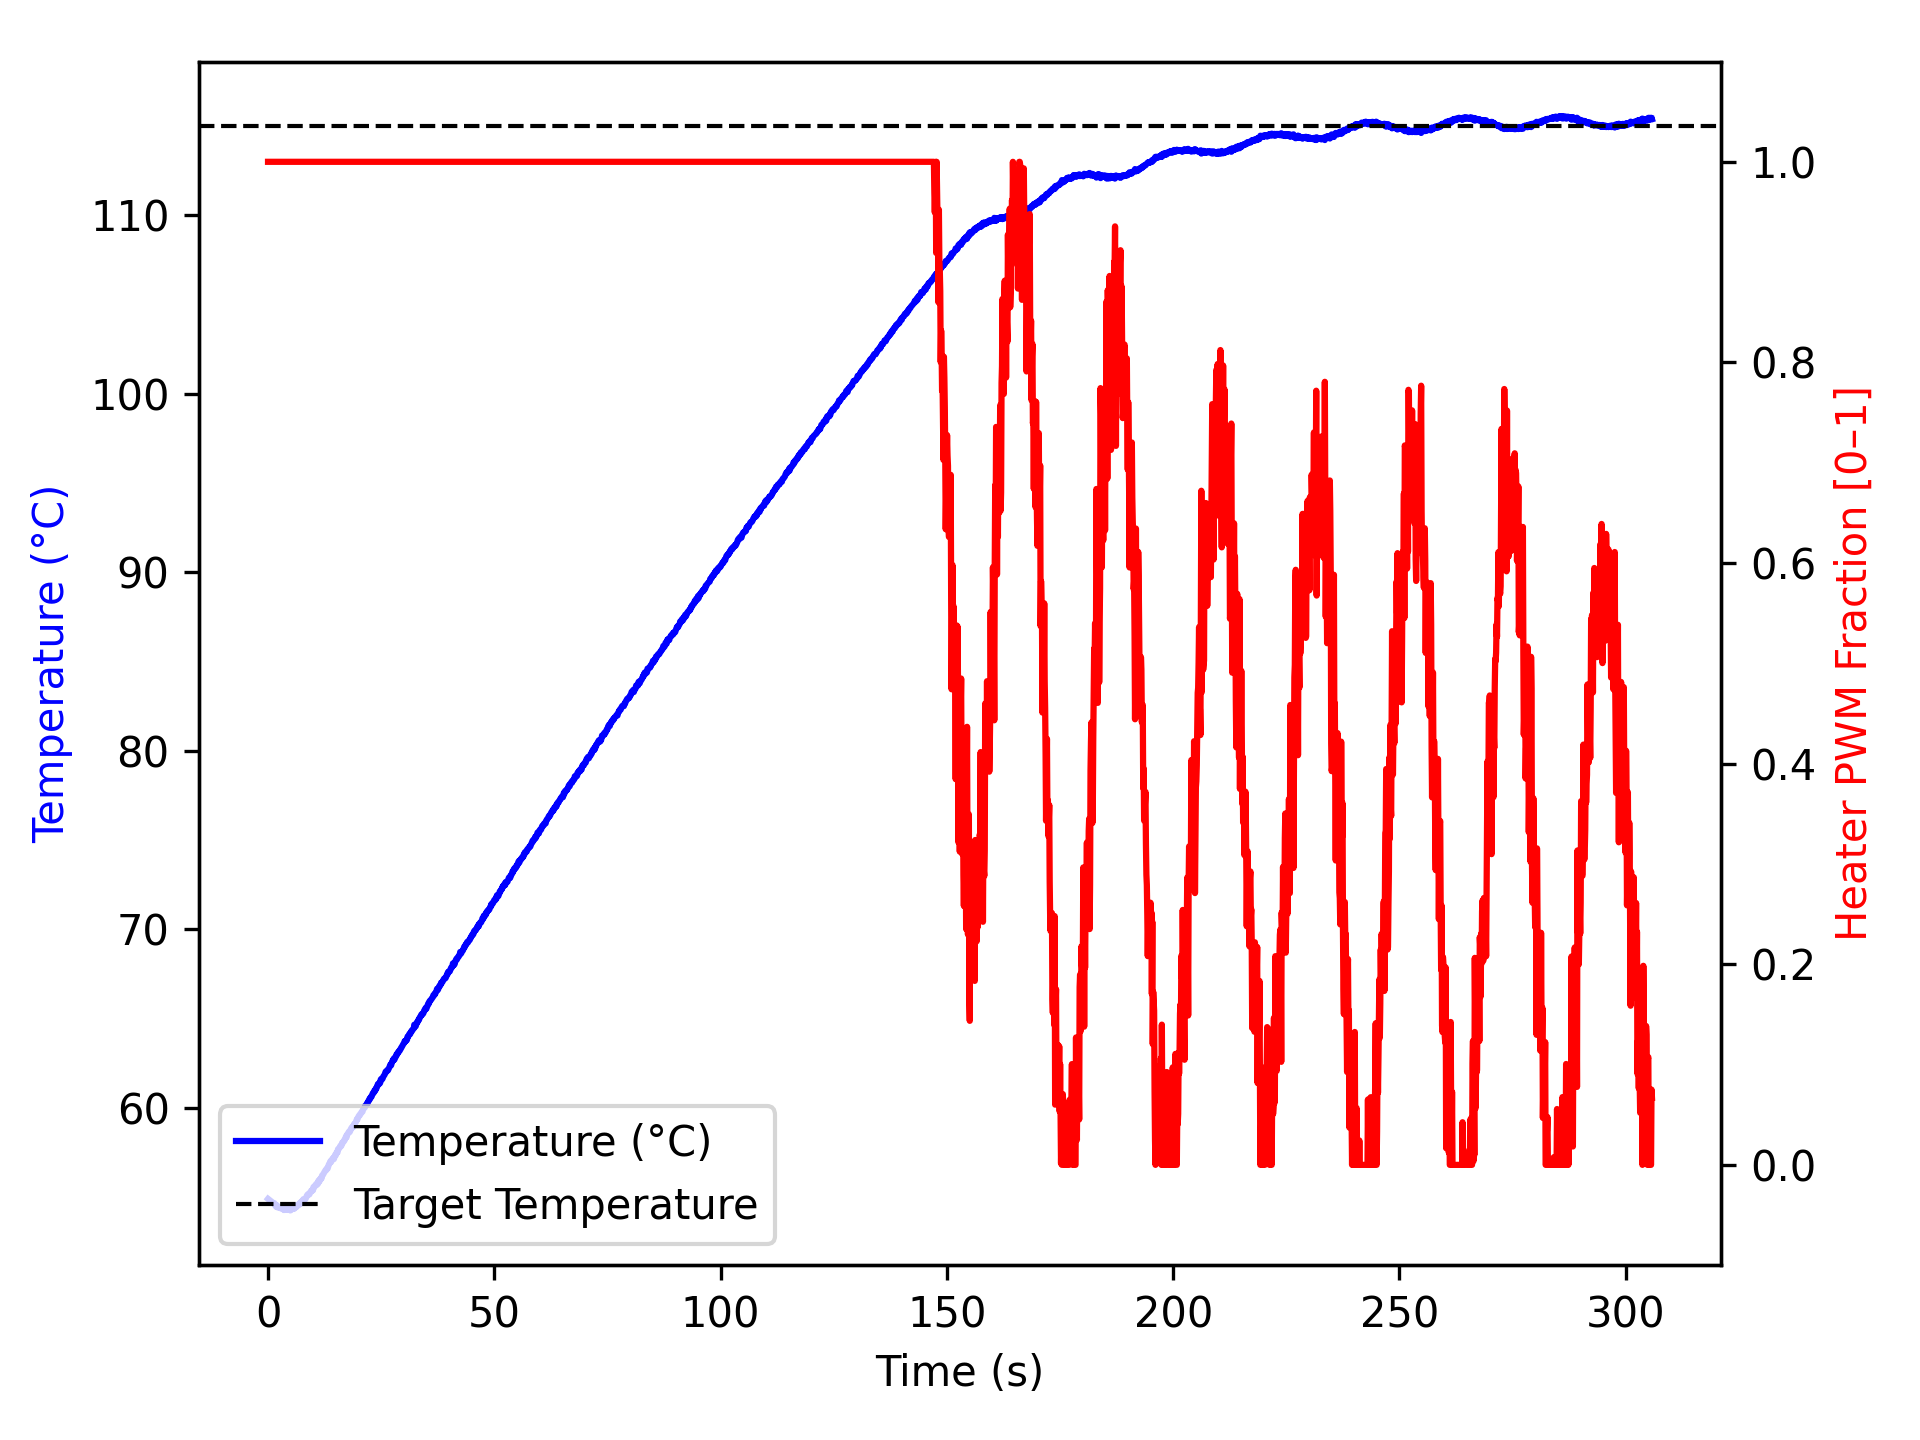 110
100
90
80
70
60
1.0
0.8
0.6
0.4
0.2
0.0
Temperature (°C)
Heater PWM Fraction [0–1]
Temperature (°C)
Target Temperature
0 50 100 150 200 250 300
Time (s)